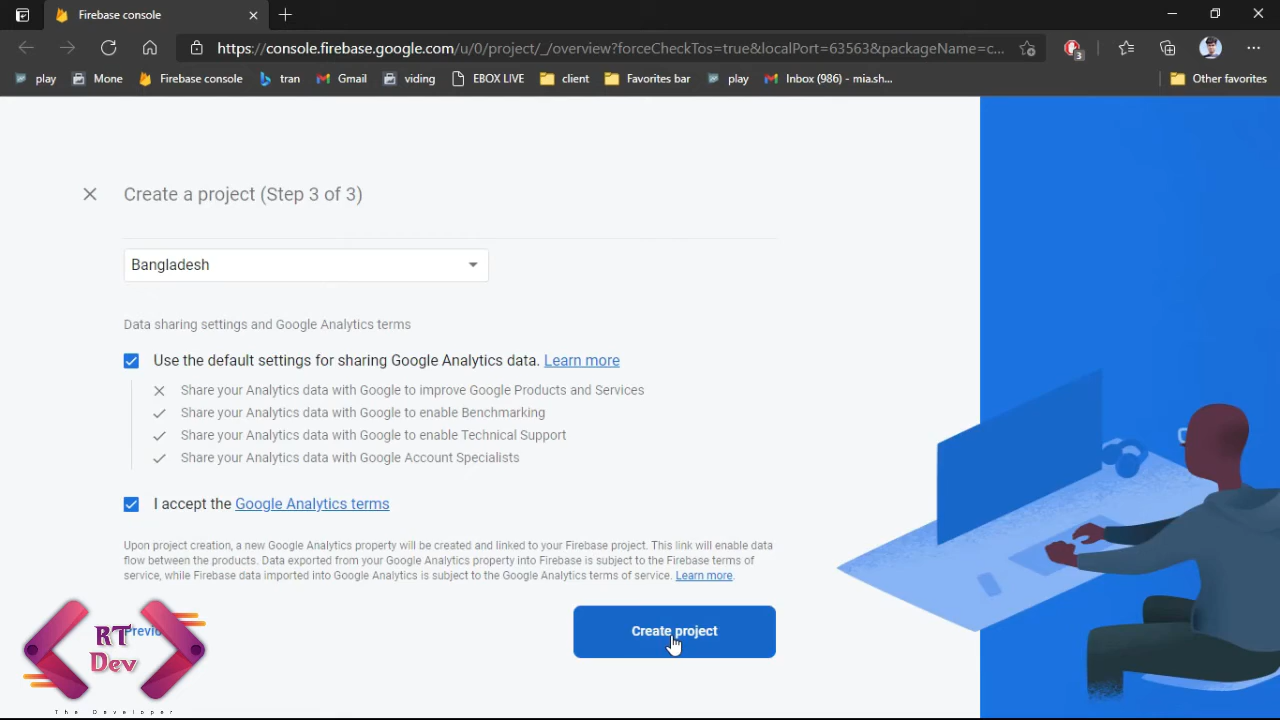 Firebase console
https://console.firebase.google.com/u/0/project/_/overview?forceCheckTos=true&localPort=63563&packageName=c...
3
play
Mone
Firebase console
tran
Gmail
viding
EBOX LIVE
client
Favorites bar
play
Inbox (986) - mia.sh...
Other favorites
Create a project (Step 3 of 3)
Bangladesh
Data sharing settings and Google Analytics terms
Use the default settings for sharing Google Analytics data. Learn more
Share your Analytics data with Google to improve Google Products and Services
Share your Analytics data with Google to enable Benchmarking
Share your Analytics data with Google to enable Technical Support
Share your Analytics data with Google Account Specialists
I accept the Google Analytics terms
Upon project creation, a new Google Analytics property will be created and linked to your Firebase project. This link will enable data
flow between the products. Data exported from your Google Analytics property into Firebase is subject to the Firebase terms of
service, while Firebase data imported into Google Analytics is subject to the Google Analytics terms of service. Learn more.
Previo
Create project
RT
Dev
The Developer